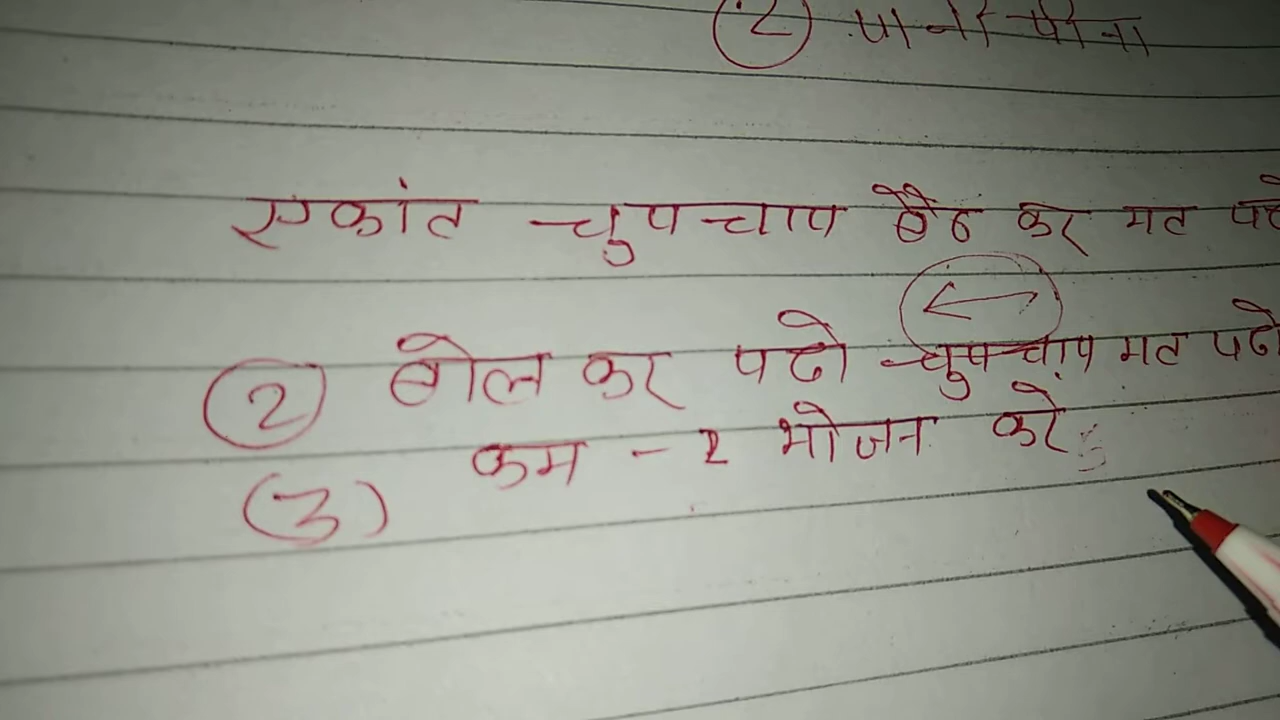 ② पानी पीना
एकांत चुपचाप बैठ कर मत पढो
② बोल कर पढो चुपचाप मत पढो
(3) कम - 2 भोजन करे